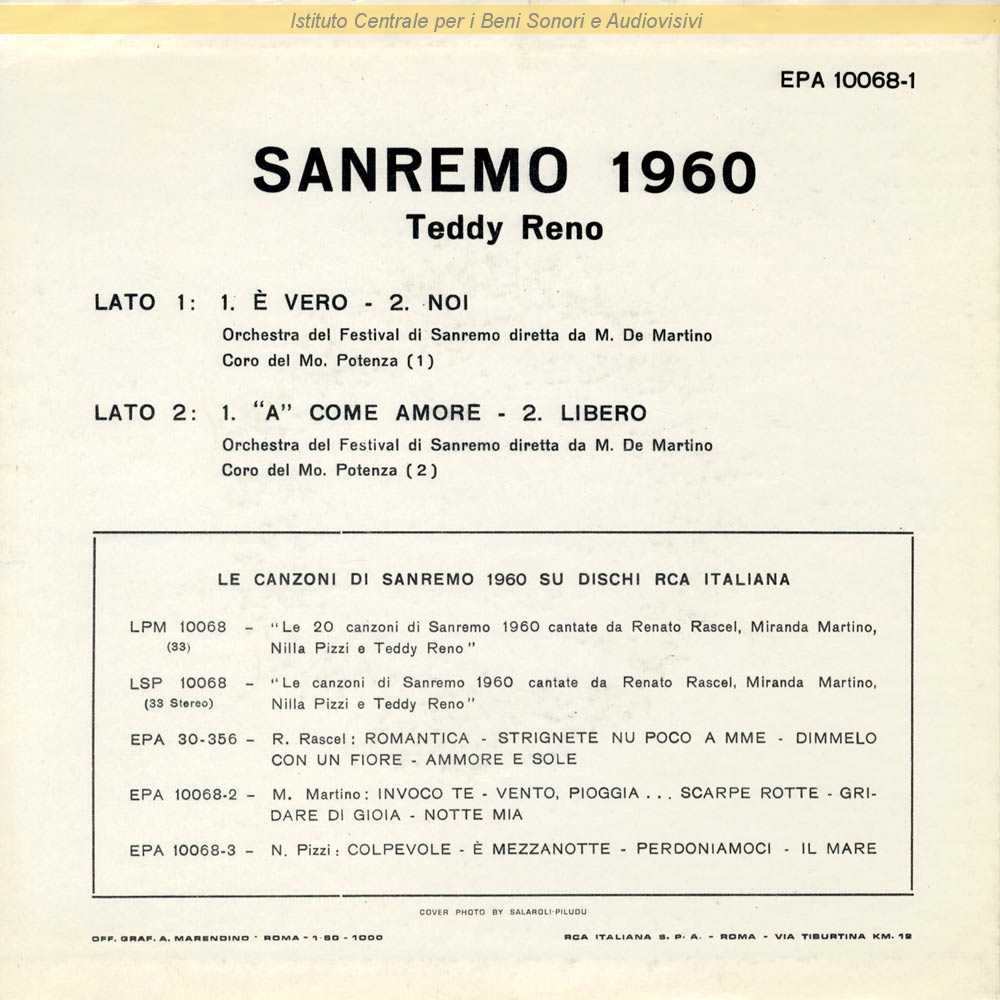 Istituto Centrale per i Beni Sonori e Audiovisivi
EPA 10068-1
SANREMO 1960
Teddy Reno
LATO 1: 1. È VERO - 2. NOI
Orchestra del Festival di Sanremo diretta da M. De Martino
Coro del Mo. Potenza (1)
LATO 2: 1. “A” COME AMORE - 2. LIBERO
Orchestra del Festival di Sanremo diretta da M. De Martino
Coro del Mo. Potenza (2)
LE CANZONI DI SANREMO 1960 SU DISCHI RCA ITALIANA
LPM 10068 - “Le 20 canzoni di Sanremo 1960 cantate da Renato Rascel, Miranda Martino,
(33) Nilla Pizzi e Teddy Reno”
LSP 10068 - “Le canzoni di Sanremo 1960 cantate da Renato Rascel, Miranda Martino,
(33 Stereo) Nilla Pizzi e Teddy Reno”
EPA 30-356 - R. Rascel: ROMANTICA - STRIGNETE NU POCO A MME - DIMMELO
CON UN FIORE - AMMORE E SOLE
EPA 10068-2 - M. Martino: INVOCO TE - VENTO, PIOGGIA... SCARPE ROTTE - GRI-
DARE DI GIOIA - NOTTE MIA
EPA 10068-3 - N. Pizzi: COLPEVOLE - È MEZZANOTTE - PERDONIAMOCI - IL MARE
COVER PHOTO BY SALAROLI-PILUDU
OFF. GRAF. A. MARENDINO - ROMA - 1-60 - 1000
RCA ITALIANA S. P. A. - ROMA - VIA TIBURTINA KM. 12